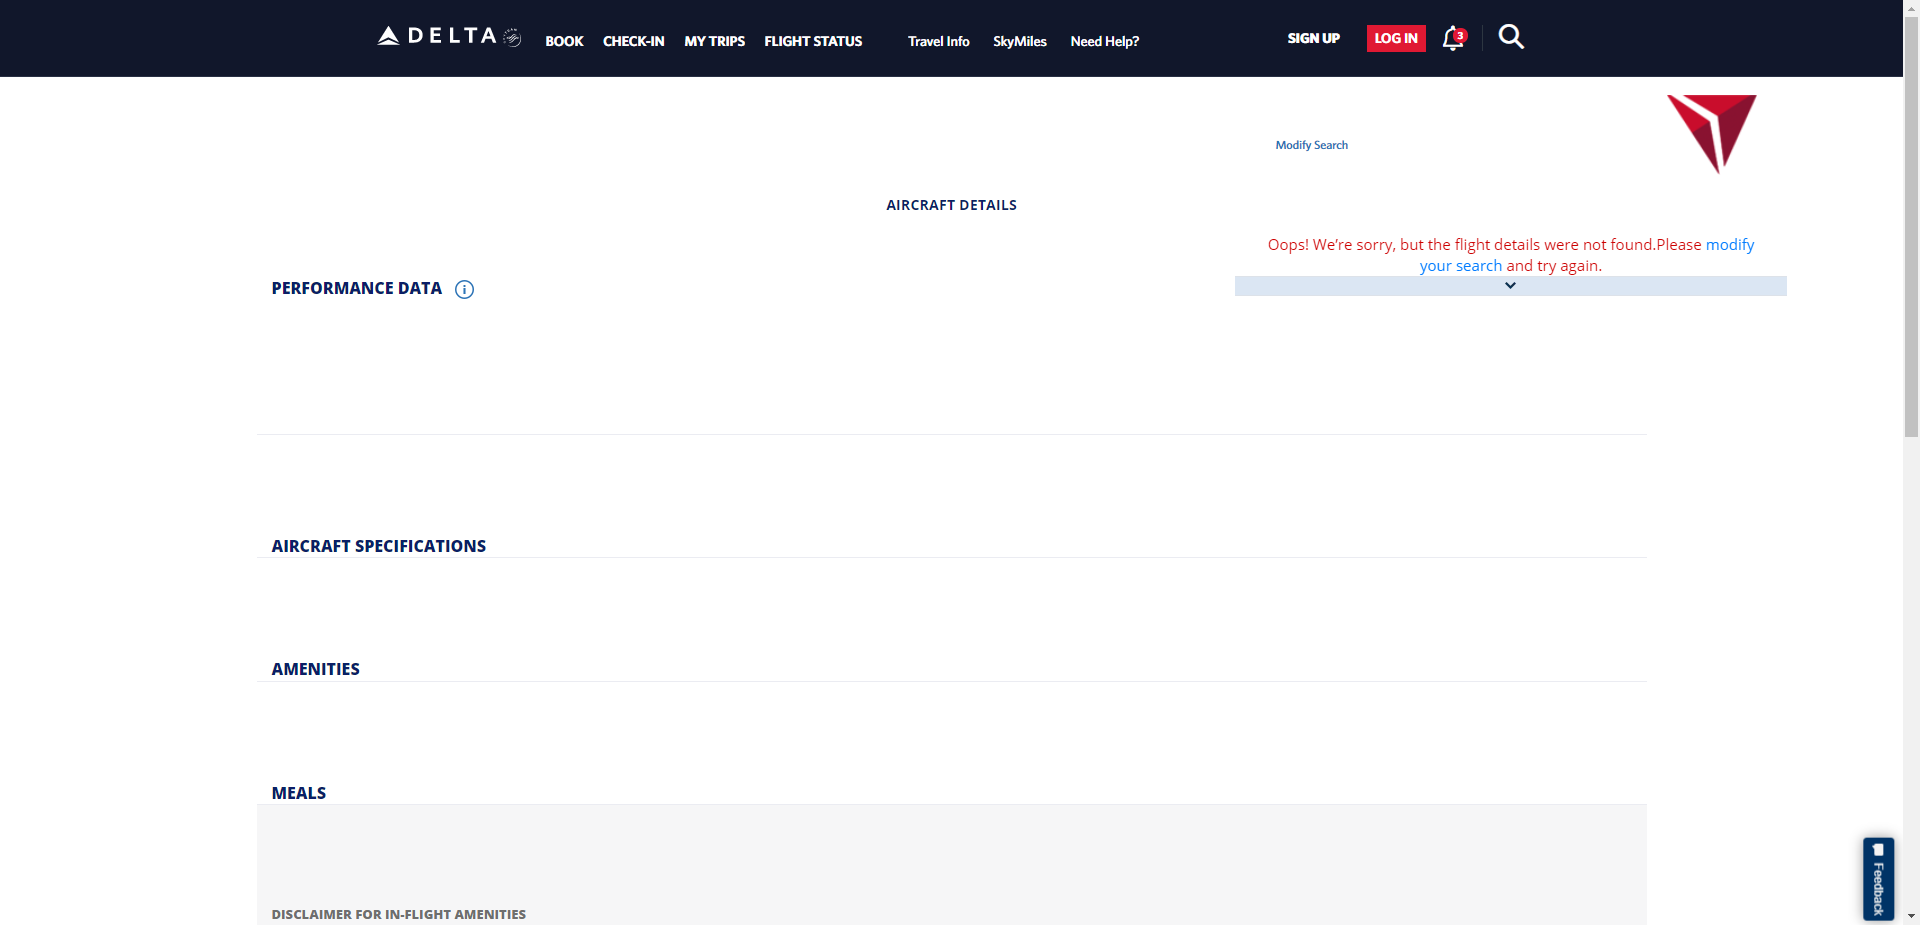 DELTA
BOOK CHECK-IN MY TRIPS FLIGHT STATUS Travel Info SkyMiles Need Help? SIGN UP LOG IN 3
Modify Search
AIRCRAFT DETAILS
Oops! We're sorry, but the flight details were not found.Please modify
your search and try again.
PERFORMANCE DATA i
AIRCRAFT SPECIFICATIONS
AMENITIES
MEALS
DISCLAIMER FOR IN-FLIGHT AMENITIES
Feedback